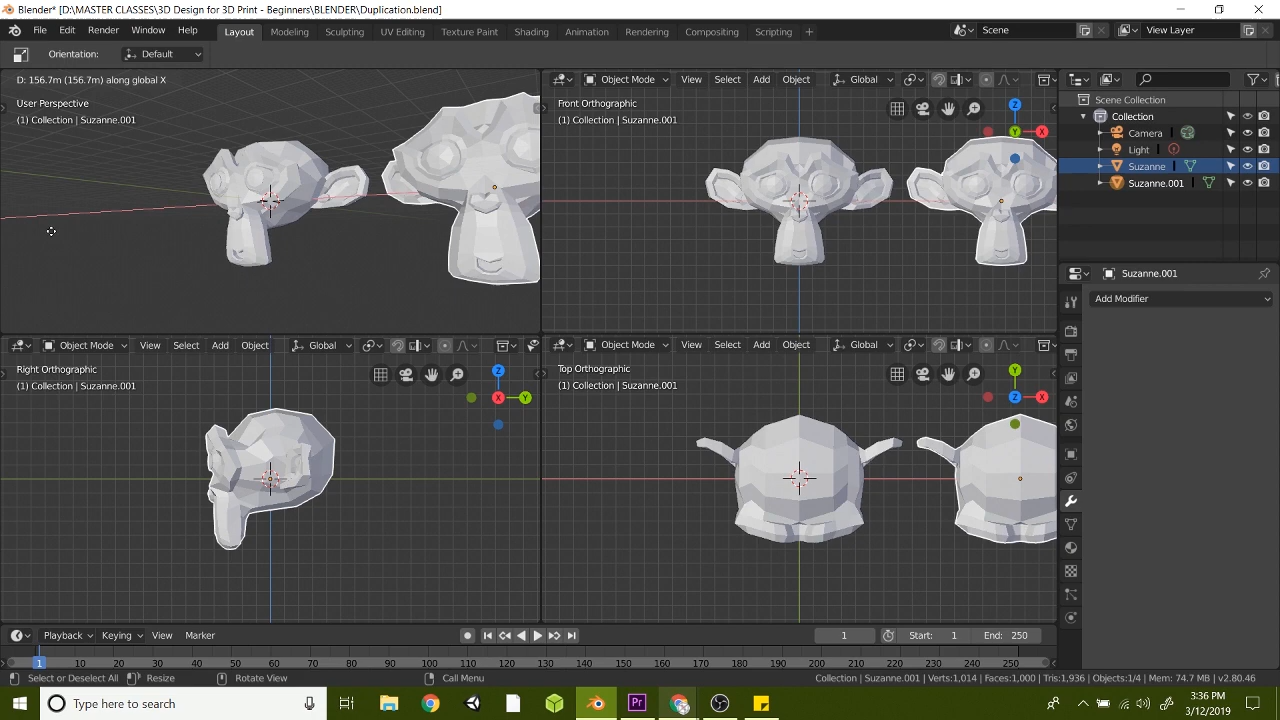 Blender* [D:\MASTER CLASSES\3D Design for 3D Print - Beginners\BLENDER\Duplication.blend]
File Edit Render Window Help Layout Modeling Sculpting UV Editing Texture Paint Shading Animation Rendering Compositing Scripting + Scene View Layer
Orientation: Default
D: 156.7m (156.7m) along global X
Object Mode View Select Add Object Global
User Perspective
(1) Collection | Suzanne.001
Front Orthographic
(1) Collection | Suzanne.001
Z
Y
X
Scene Collection
Collection
Camera
Light
Suzanne
Suzanne.001
Suzanne.001
Add Modifier
Object Mode View Select Add Object Global
Object Mode View Select Add Object Global
Right Orthographic
(1) Collection | Suzanne.001
Z
X
Y
Top Orthographic
(1) Collection | Suzanne.001
Y
Z
X
Playback Keying View Marker 1 Start: 1 End: 250
1 10 20 30 40 50 60 70 80 90 100 110 120 130 140 150 160 170 180 190 200 210 220 230 240 250
Select or Deselect All Resize Rotate View Call Menu Collection | Suzanne.001 | Verts:1,014 | Faces:1,000 | Tris:1,936 | Objects:1/4 | Mem: 74.7 MB | v2.80.46
Type here to search
Pr
3:36 PM
3/12/2019